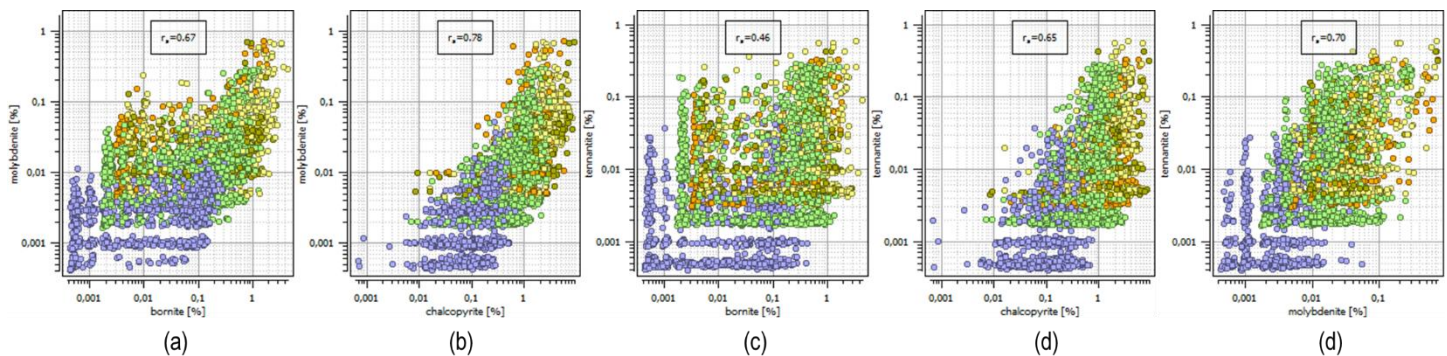 rs=0.67
1
0,1
0,01
0,001
molybdenite [%]
0,001
0,01
0,1
1
bornite [%]
(a)
rs=0.78
1
0,1
0,01
0,001
molybdenite [%]
0,001
0,01
0,1
1
chalcopyrite [%]
(b)
rs=0.46
1
0,1
0,01
0,001
tennantite [%]
0,001
0,01
0,1
1
bornite [%]
(c)
rs=0.65
1
0,1
0,01
0,001
tennantite [%]
0,001
0,01
0,1
1
chalcopyrite [%]
(d)
rs=0.70
1
0,1
0,01
0,001
tennantite [%]
0,001
0,01
0,1
molybdenite [%]
(d)